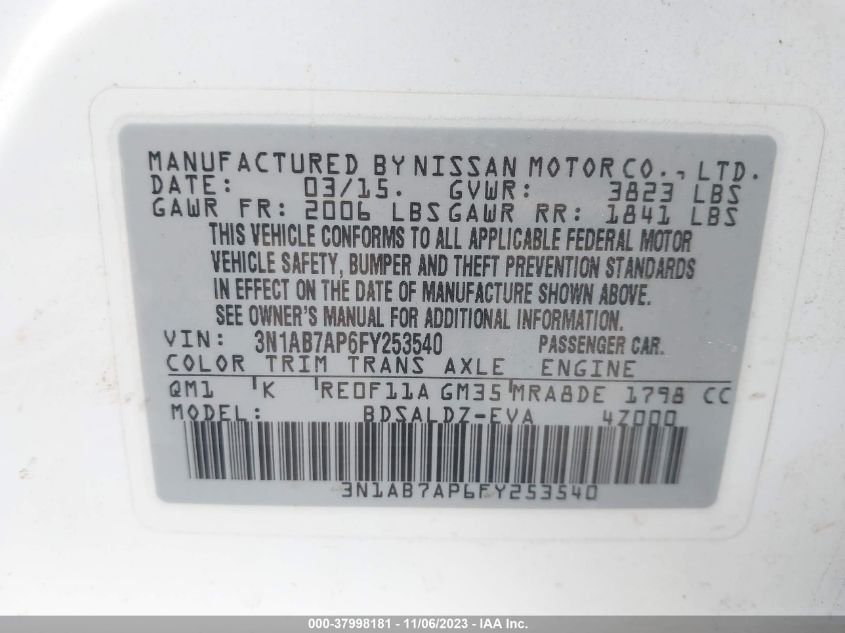 MANUFACTURED BY NISSAN MOTOR CO., LTD.
DATE: 03/15. GVWR: 3823 LBS
GAWR FR: 2006 LBS GAWR RR: 1841 LBS
THIS VEHICLE CONFORMS TO ALL APPLICABLE FEDERAL MOTOR
VEHICLE SAFETY, BUMPER AND THEFT PREVENTION STANDARDS
IN EFFECT ON THE DATE OF MANUFACTURE SHOWN ABOVE.
SEE OWNER'S MANUAL FOR ADDITIONAL INFORMATION.
VIN: 3N1AB7AP6FY253540 PASSENGER CAR.
COLOR TRIM TRANS AXLE ENGINE
QM1 K RE0F11A GM35 MRA8DE 1798 CC
MODEL: BDSALDZ-EVA 4Z000
3N1AB7AP6FY253540
000-37998181 - 11/06/2023 - IAA Inc.